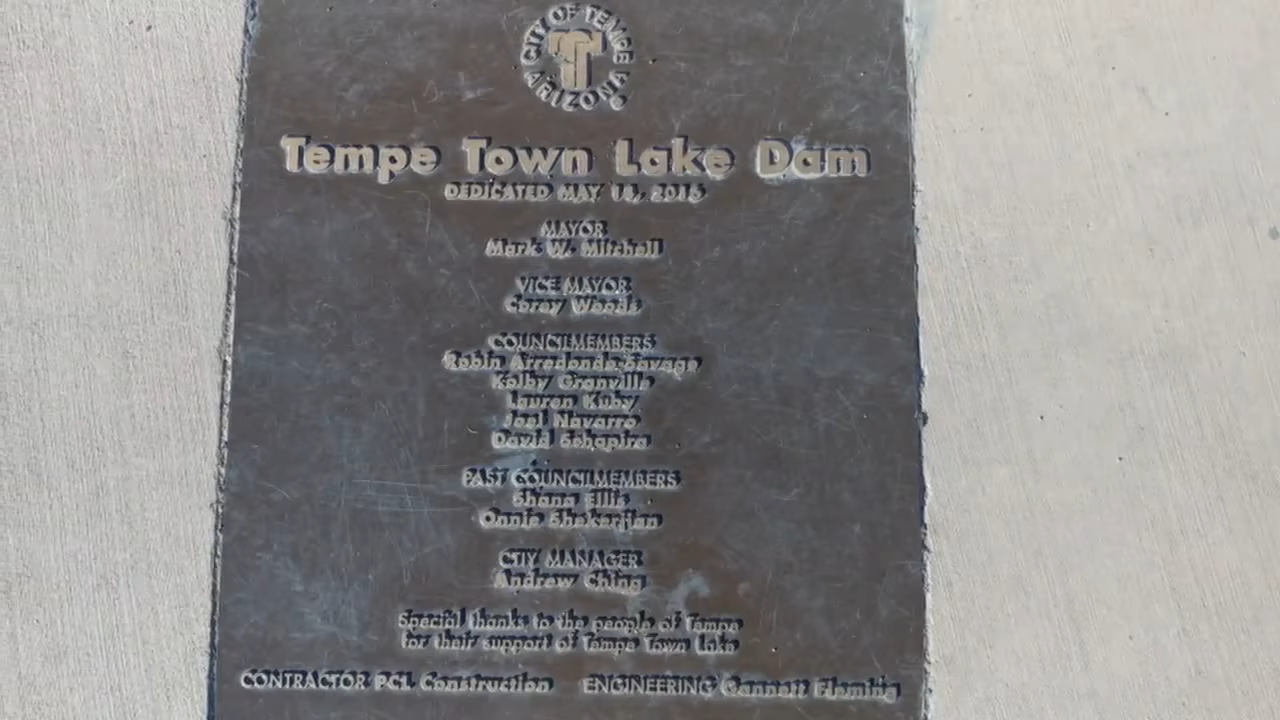 CITY OF TEMPE
ARIZONA
Tempe Town Lake Dam
DEDICATED MAY 2016
MAYOR
Mark W. Mitchell
VICE MAYOR
Corey Woods
COUNCILMEMBERS
Robin Arredondo-Savage
Kolby Granville
Lauren Kuby
Joel Navarro
David Schapira
PAST COUNCILMEMBERS
Shana Ellis
Onnie Shekerjian
CTIY MANAGER
Andrew Ching
Special thanks to the people of Tempe
for their support of Tempe Town Lake
CONTRACTOR PCL Construction ENGINEERING Gannett Fleming